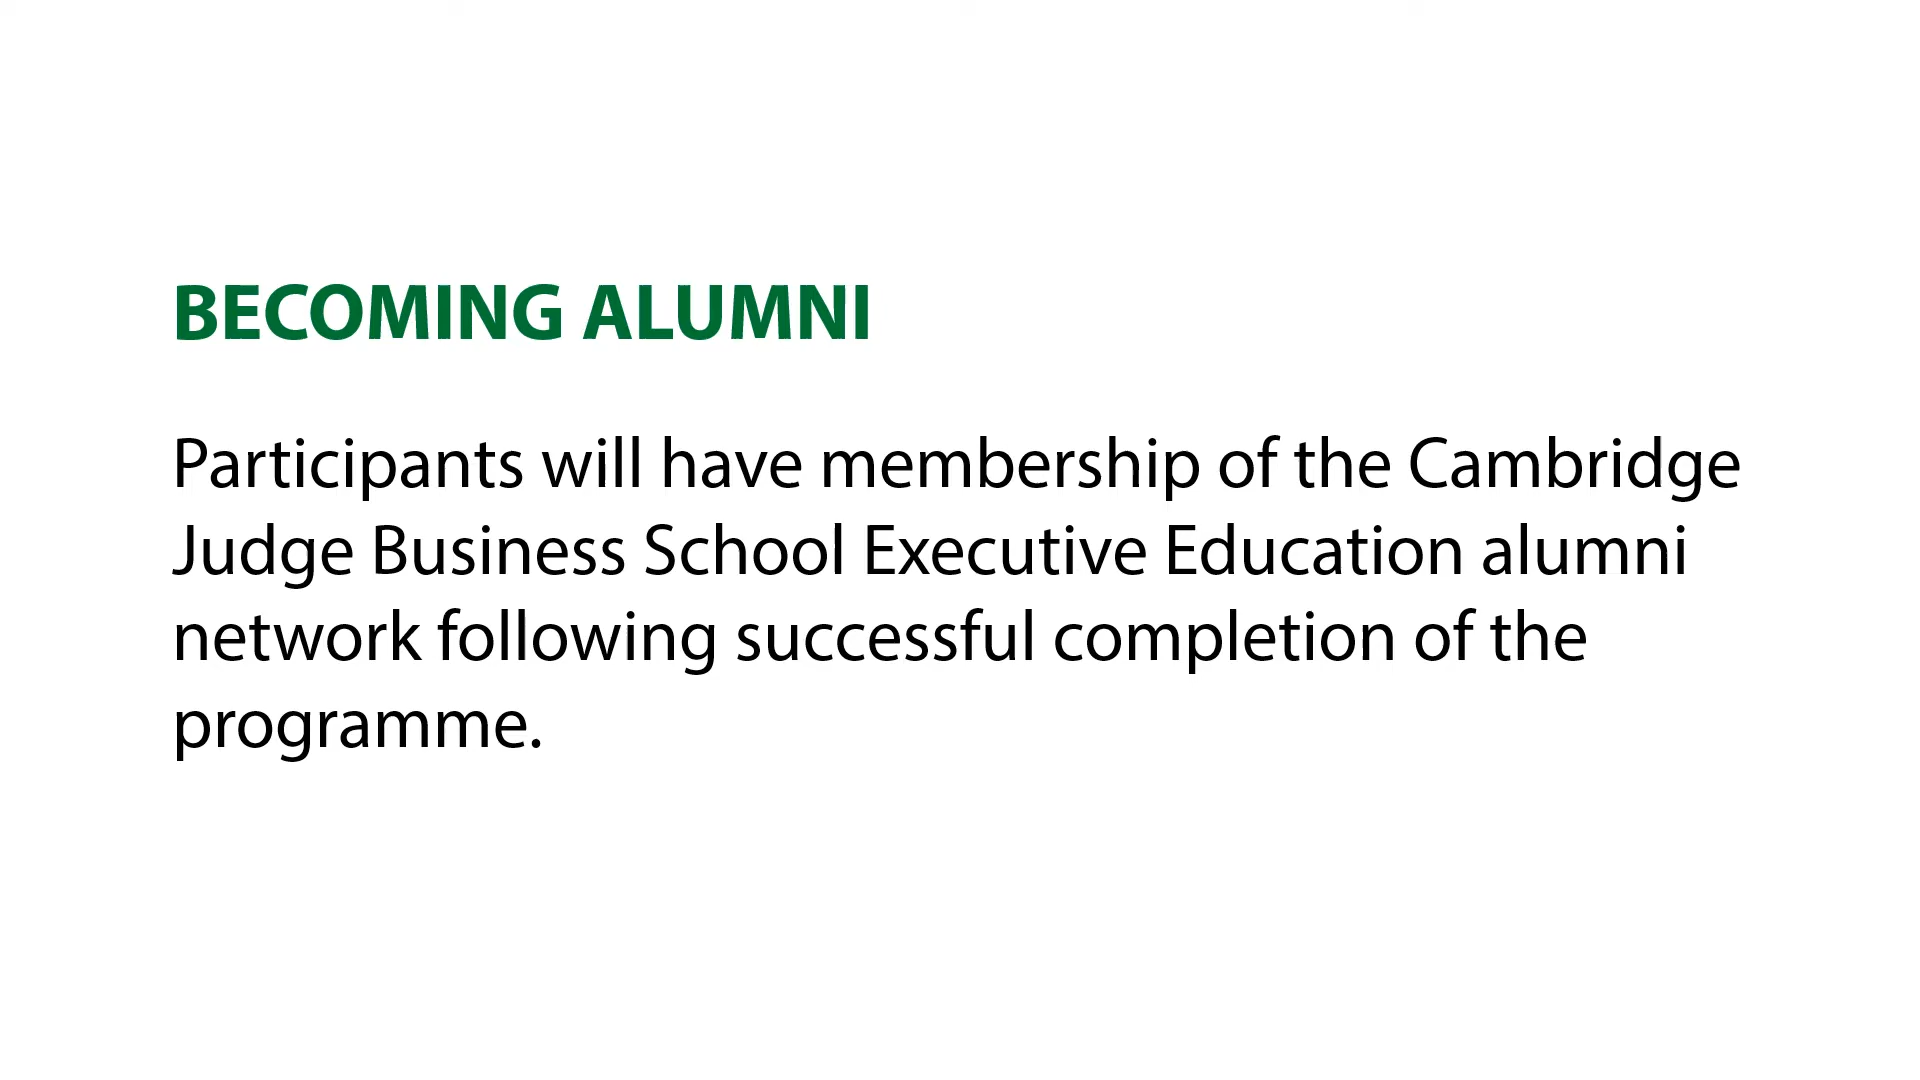 BECOMING ALUMNI
Participants will have membership of the Cambridge
Judge Business School Executive Education alumni
network following successful completion of the
programme.